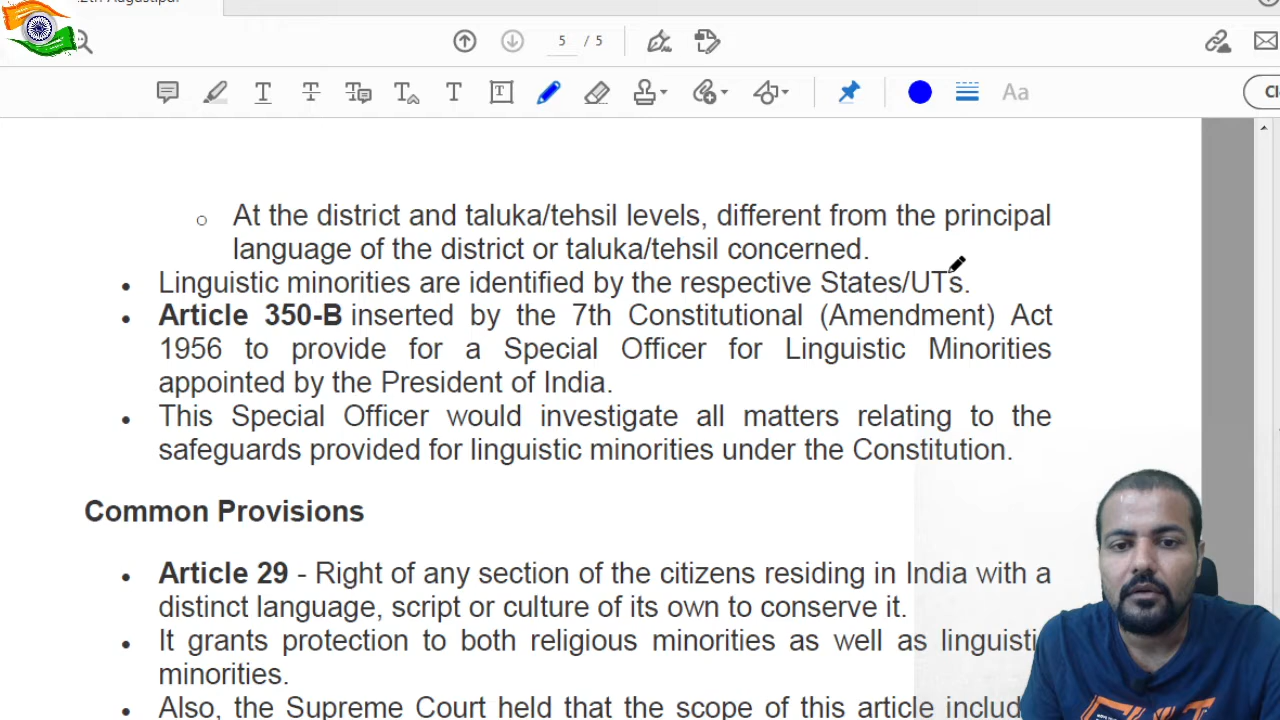 5 / 5
T T T T T T
Aa
At the district and taluka/tehsil levels, different from the principal
language of the district or taluka/tehsil concerned.
Linguistic minorities are identified by the respective States/UTs.
Article 350-B inserted by the 7th Constitutional (Amendment) Act
1956 to provide for a Special Officer for Linguistic Minorities
appointed by the President of India.
This Special Officer would investigate all matters relating to the
safeguards provided for linguistic minorities under the Constitution.
Common Provisions
Article 29 - Right of any section of the citizens residing in India with a
distinct language, script or culture of its own to conserve it.
It grants protection to both religious minorities as well as
minorities.
Also, the Supreme Court held that the scope of this article